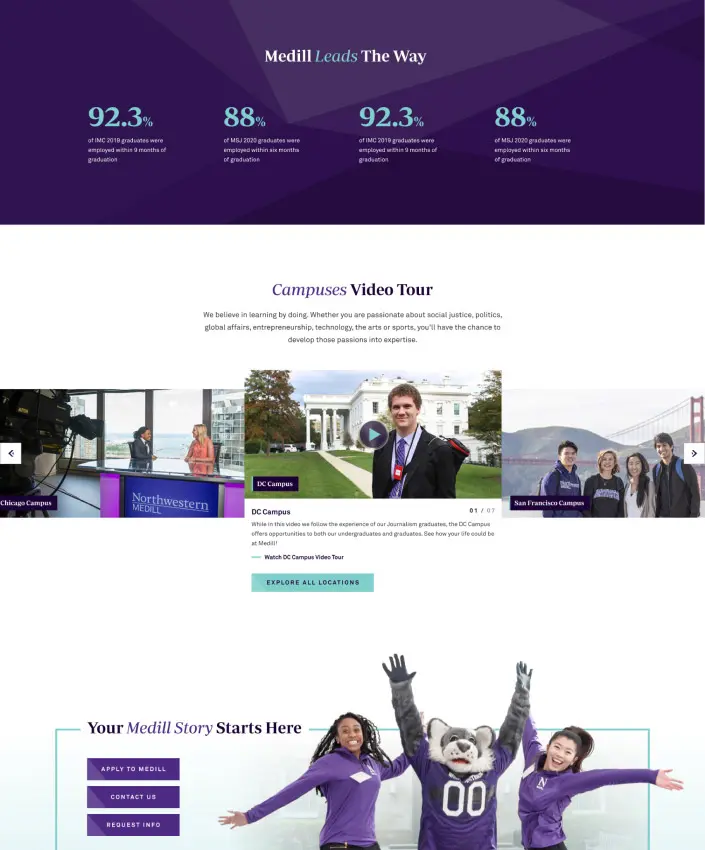 Medill Leads The Way
92.3%
of IMC 2019 graduates were
employed within 9 months of
graduation
88%
of MSJ 2020 graduates were
employed within six months
of graduation
92.3%
of IMC 2019 graduates were
employed within 9 months of
graduation
88%
of MSJ 2020 graduates were
employed within six months
of graduation
Campuses Video Tour
We believe in learning by doing. Whether you are passionate about social justice, politics,
global affairs, entrepreneurship, technology, the arts or sports, you'll have the chance to
develop those passions into expertise.
Northwestern
MEDILL
Chicago Campus
DC Campus
San Francisco Campus
DC Campus
01 / 07
While in this video we follow the experience of our Journalism graduates, the DC Campus
offers opportunities to both our undergraduates and graduates. See how your life could be
at Medill!
Watch DC Campus Video Tour
EXPLORE ALL LOCATIONS
Your Medill Story Starts Here
APPLY TO MEDILL
CONTACT US
REQUEST INFO
N
00